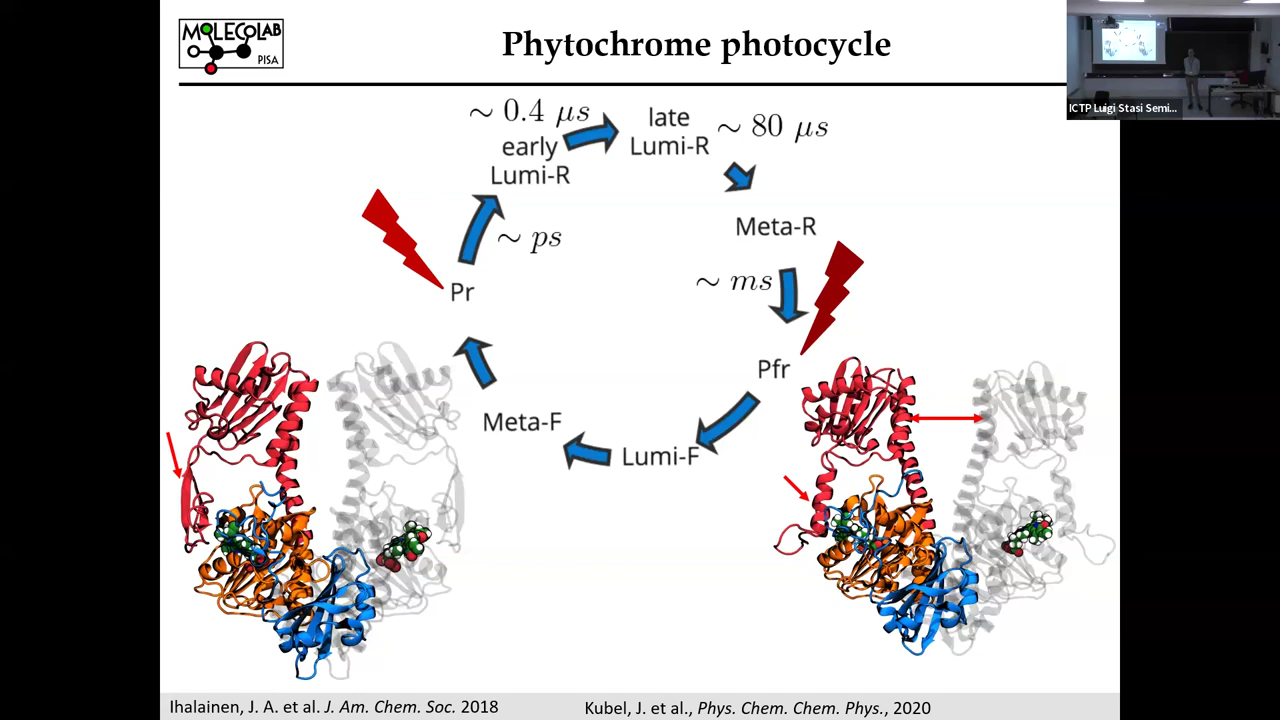 MOLECOLAB
PISA
Phytochrome photocycle
ICTP Luigi Stasi Semi...
~ 0.4 μs
early
Lumi-R
late
Lumi-R
~ 80 μs
Meta-R
~ ps
~ ms
Pr
Pfr
Meta-F
Lumi-F
Ihalainen, J. A. et al. J. Am. Chem. Soc. 2018
Kubel, J. et al., Phys. Chem. Chem. Phys., 2020